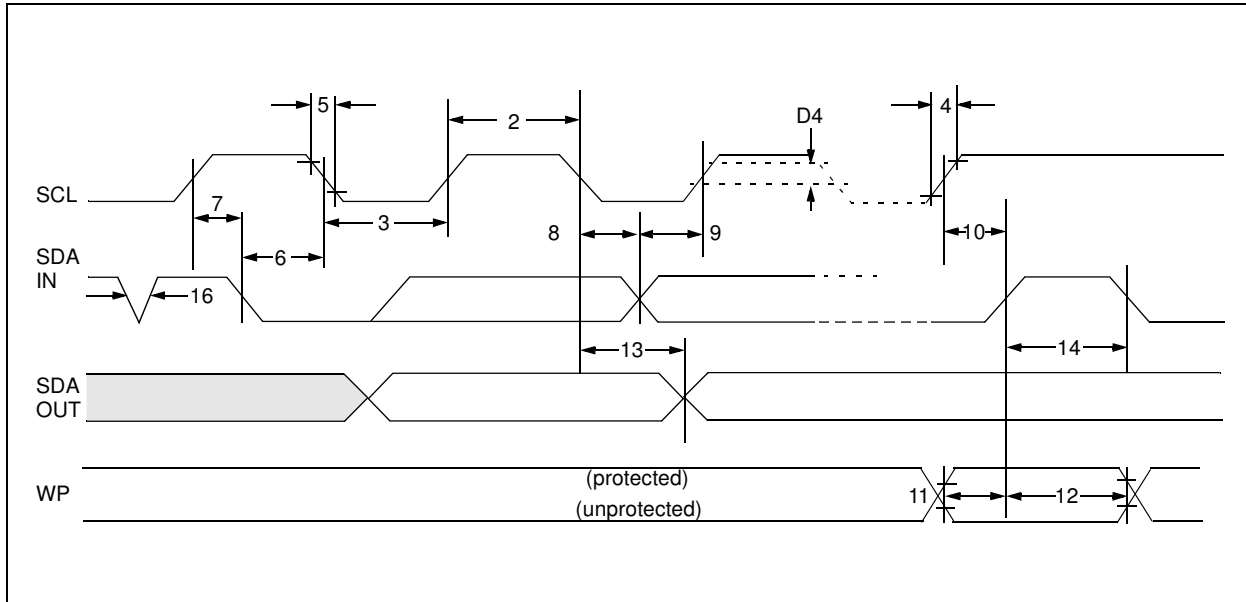 5
2
D4
4
SCL
7
3
8
9
10
6
SDA
IN
16
13
14
SDA
OUT
(protected)
WP
11
12
(unprotected)